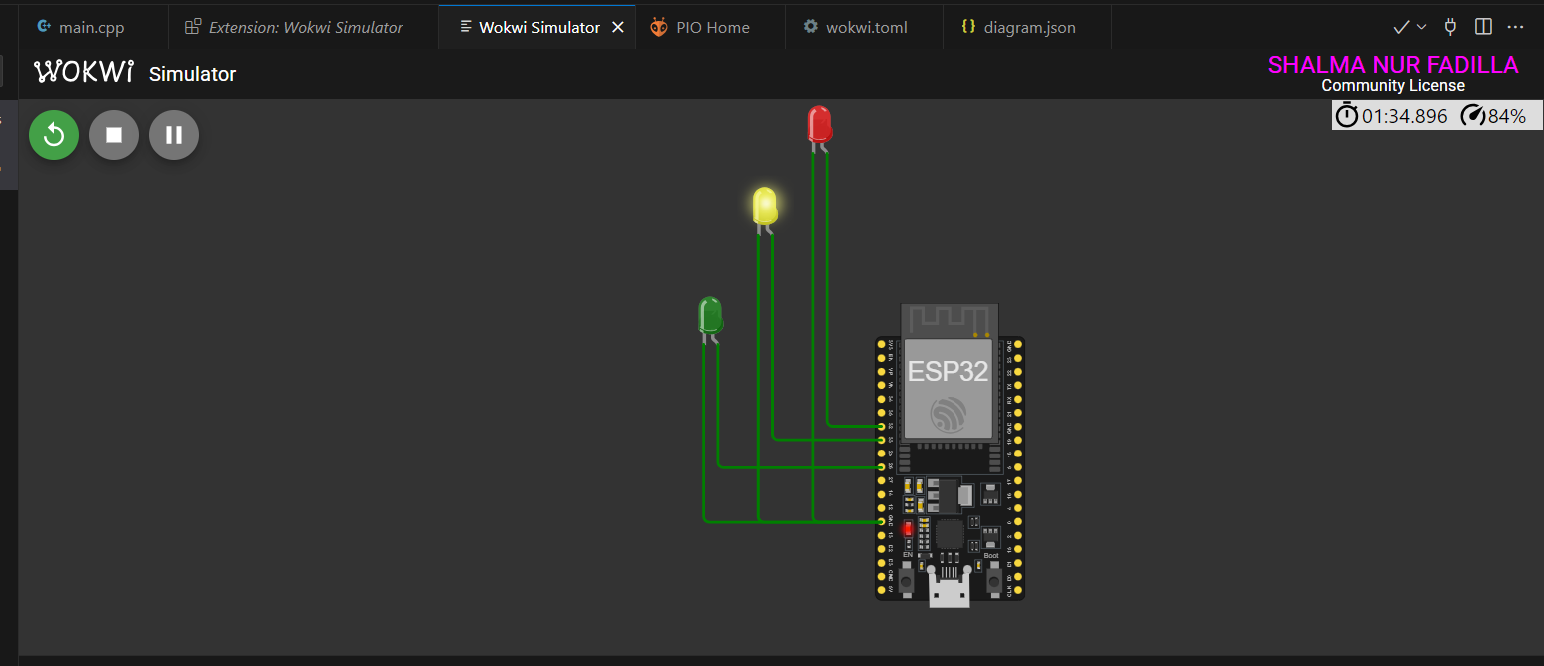 main.cpp
Extension: Wokwi Simulator
Wokwi Simulator
PIO Home
wokwi.toml
diagram.json
WOKWi Simulator
SHALMA NUR FADILLA
Community License
01:34.896 84%
ESP32
EN
Boot